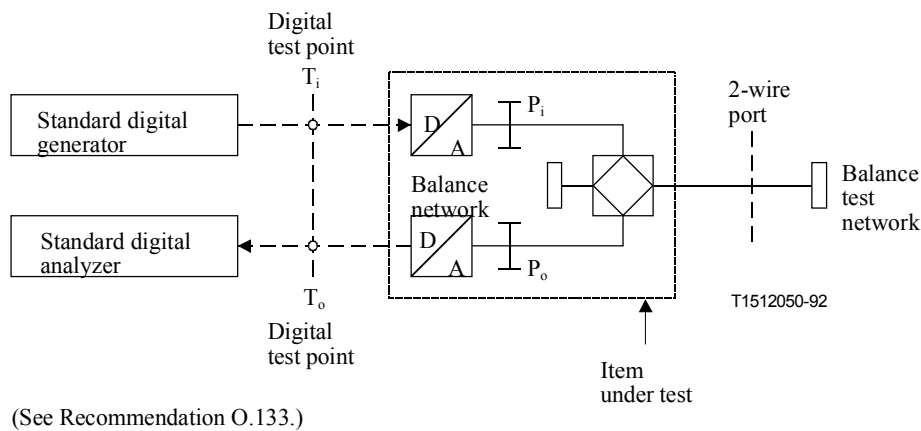 Digital
test point
Ti
Standard digital
generator
D
A
Pi
2-wire
port
Balance
network
Balance
test
network
Standard digital
analyzer
D
A
Po
To
Digital
test point
T1512050-92
Item
under test
(See Recommendation O.133.)